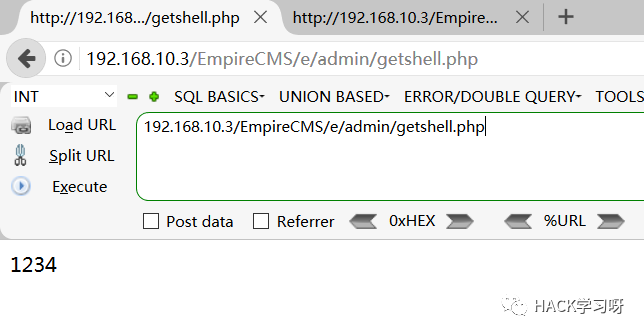 http://192.168..../getshell.php http://192.168.10.3/Empire...
192.168.10.3/EmpireCMS/e/admin/getshell.php
INT SQL BASICS UNION BASED ERROR/DOUBLE QUERY TOOLS
Load URL
192.168.10.3/EmpireCMS/e/admin/getshell.php
Split URL
Execute
Post data Referrer 0xHEX %URL
1234
HACK学习呀